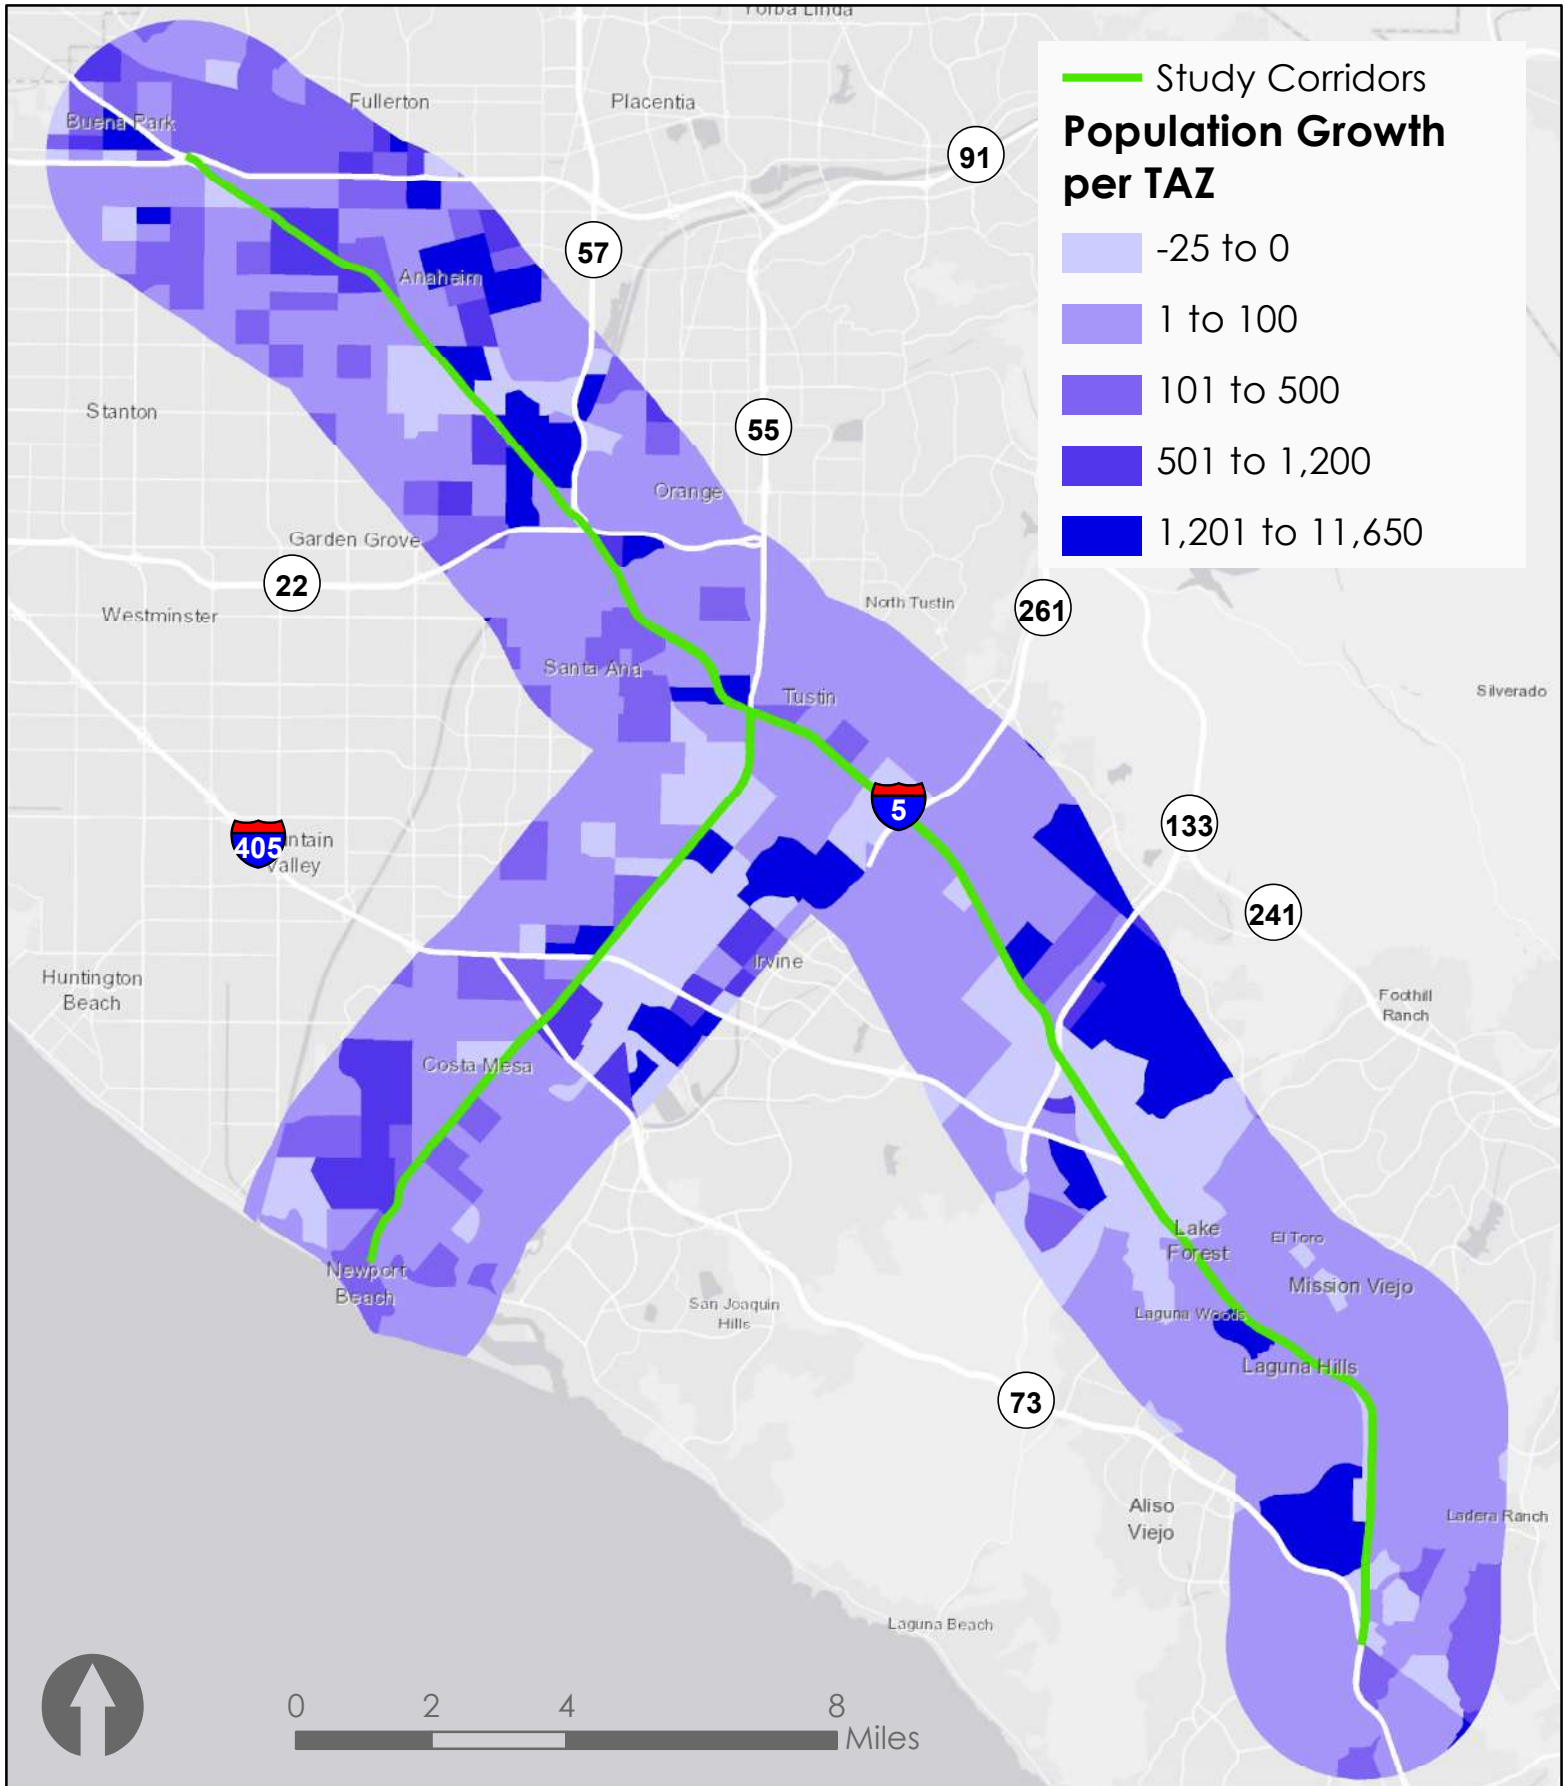 Yorba Linda
Study Corridors
Population Growth
per TAZ
-25 to 0
1 to 100
101 to 500
501 to 1,200
1,201 to 11,650
Fullerton
Placentia
Buena Park
91
57
Anaheim
Stanton
55
Orange
Garden Grove
22
Westminster
North Tustin
261
Santa Ana
Tustin
Silverado
5
133
405
ntain
Valley
241
Irvine
Huntington
Beach
Foothill
Ranch
Costa Mesa
Lake
Forest
El Toro
Mission Viejo
Newport
Beach
San Joaquin
Hills
Laguna Woods
Laguna Hills
73
Aliso
Viejo
Ladera Ranch
Laguna Beach
0
2
4
8
Miles